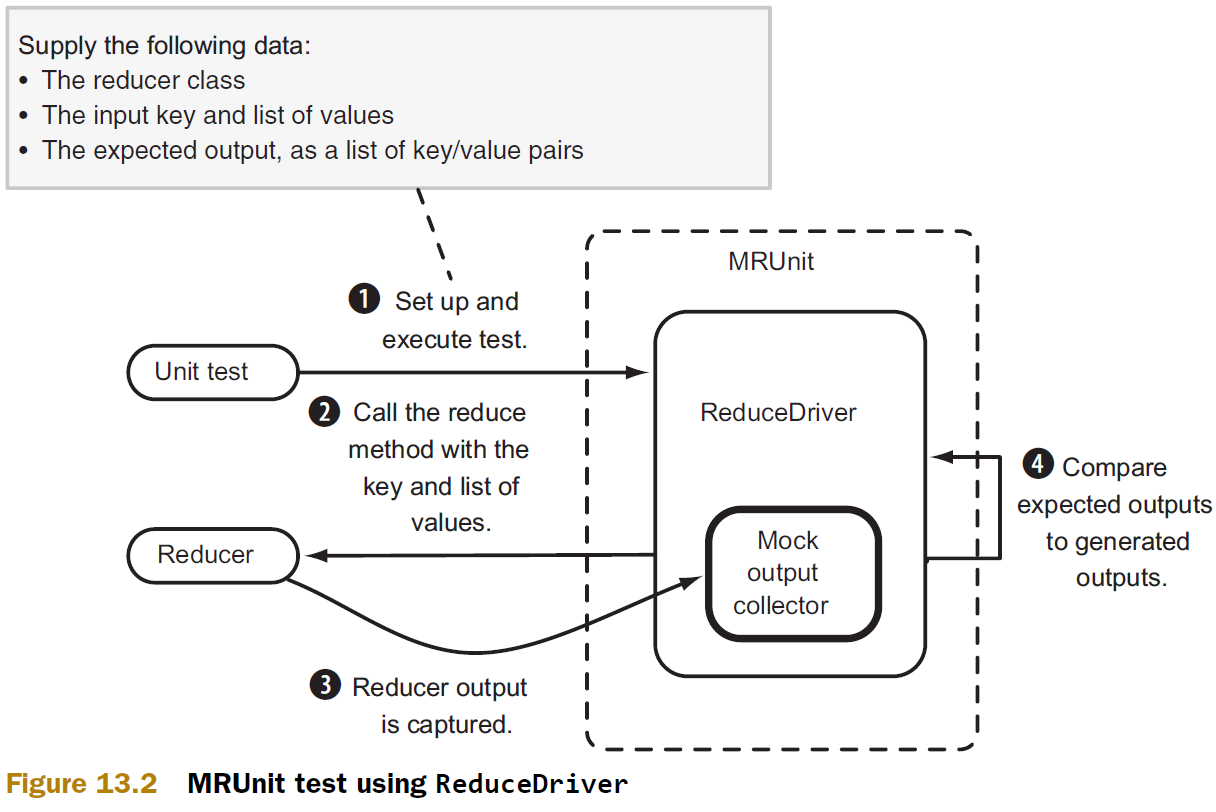 Supply the following data:
• The reducer class
• The input key and list of values
• The expected output, as a list of key/value pairs
MRUnit
1 Set up and
execute test.
Unit test
2 Call the reduce
method with the
key and list of
values.
ReduceDriver
4 Compare
expected outputs
to generated
outputs.
Reducer
Mock
output
collector
3 Reducer output
is captured.
Figure 13.2 MRUnit test using ReduceDriver